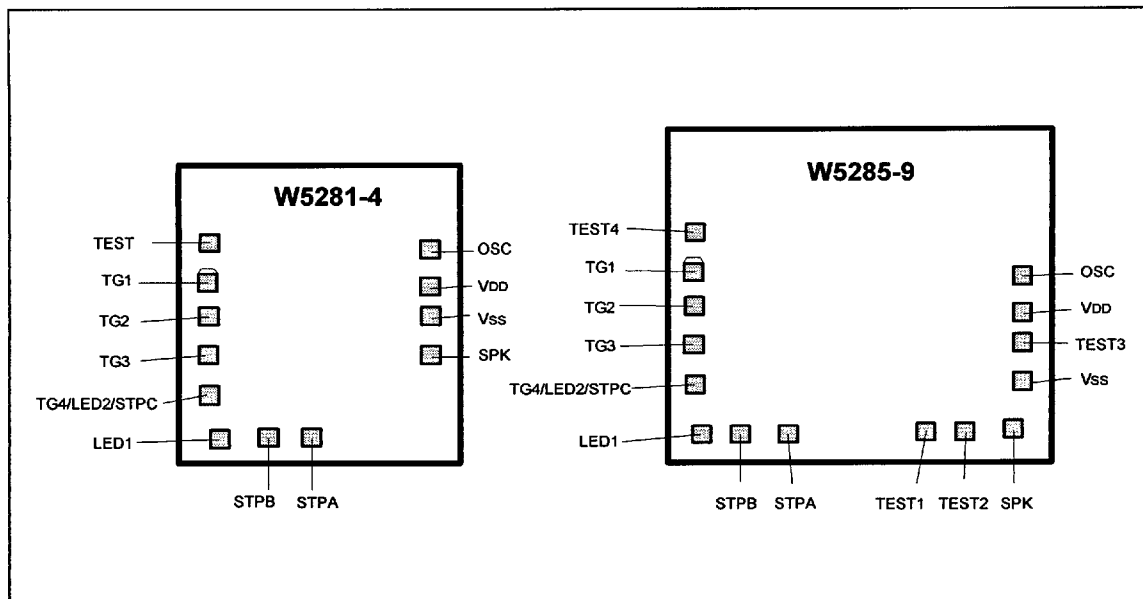 W5281-4
TEST
TG1
TG2
TG3
TG4/LED2/STPC
LED1
STPB STPA
OSC
VDD
VSS
SPK
W5285-9
TEST4
TG1
TG2
TG3
TG4/LED2/STPC
LED1
STPB STPA TEST1 TEST2 SPK
OSC
VDD
TEST3
VSS